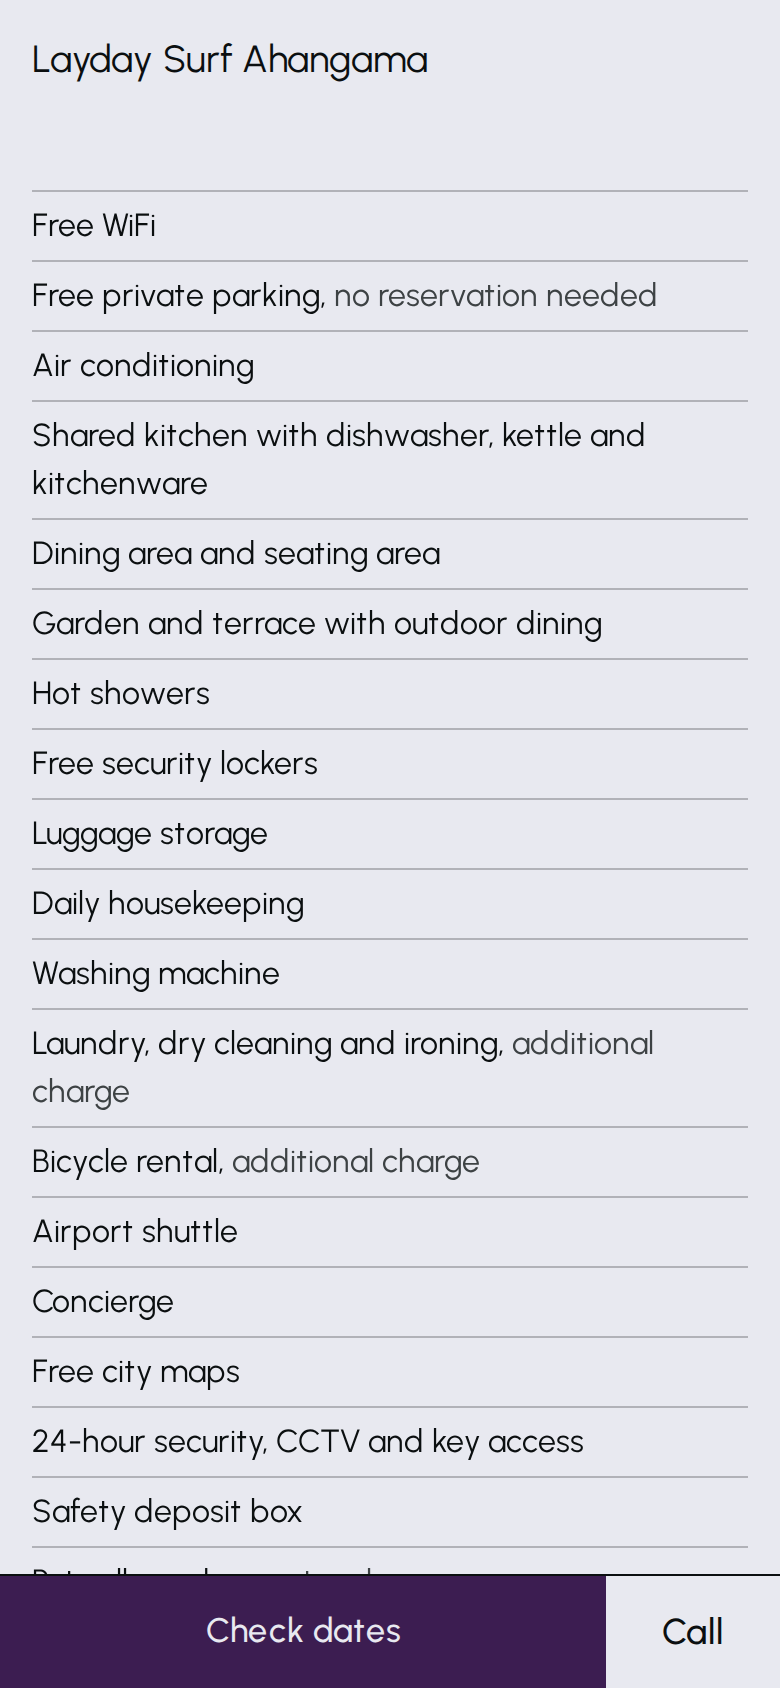 Layday Surf Ahangama
Free WiFi
Free private parking, no reservation needed
Air conditioning
Shared kitchen with dishwasher, kettle and
kitchenware
Dining area and seating area
Garden and terrace with outdoor dining
Hot showers
Free security lockers
Luggage storage
Daily housekeeping
Washing machine
Laundry, dry cleaning and ironing, additional
charge
Bicycle rental, additional charge
Airport shuttle
Concierge
Free city maps
24-hour security, CCTV and key access
Safety deposit box
Check dates
Call